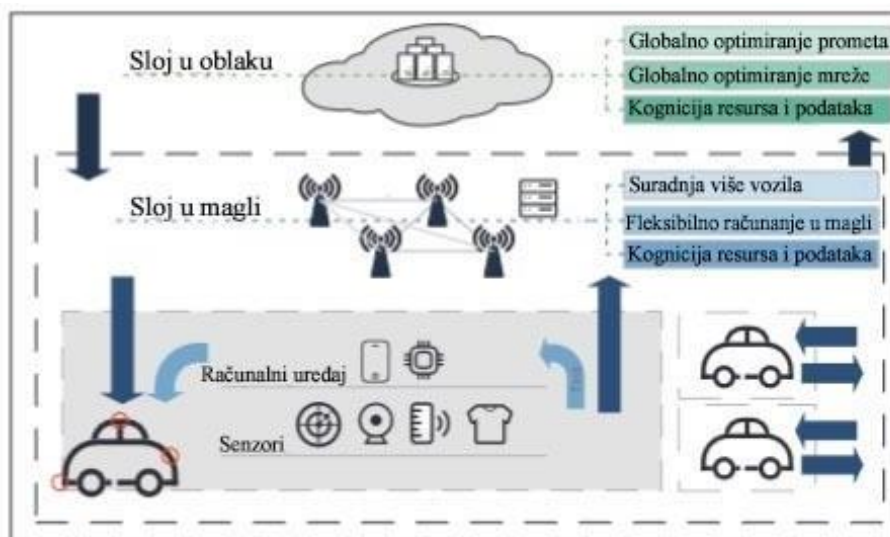 Sloj u oblaku
Globalno optimiranje prometa
Globalno optimiranje mreže
Kognicija resursa i podataka
Sloj u magli
Suradnja više vozila
Fleksibilno računanje u magli
Kognicija resursa i podataka
Računalni uređaj
Senzori